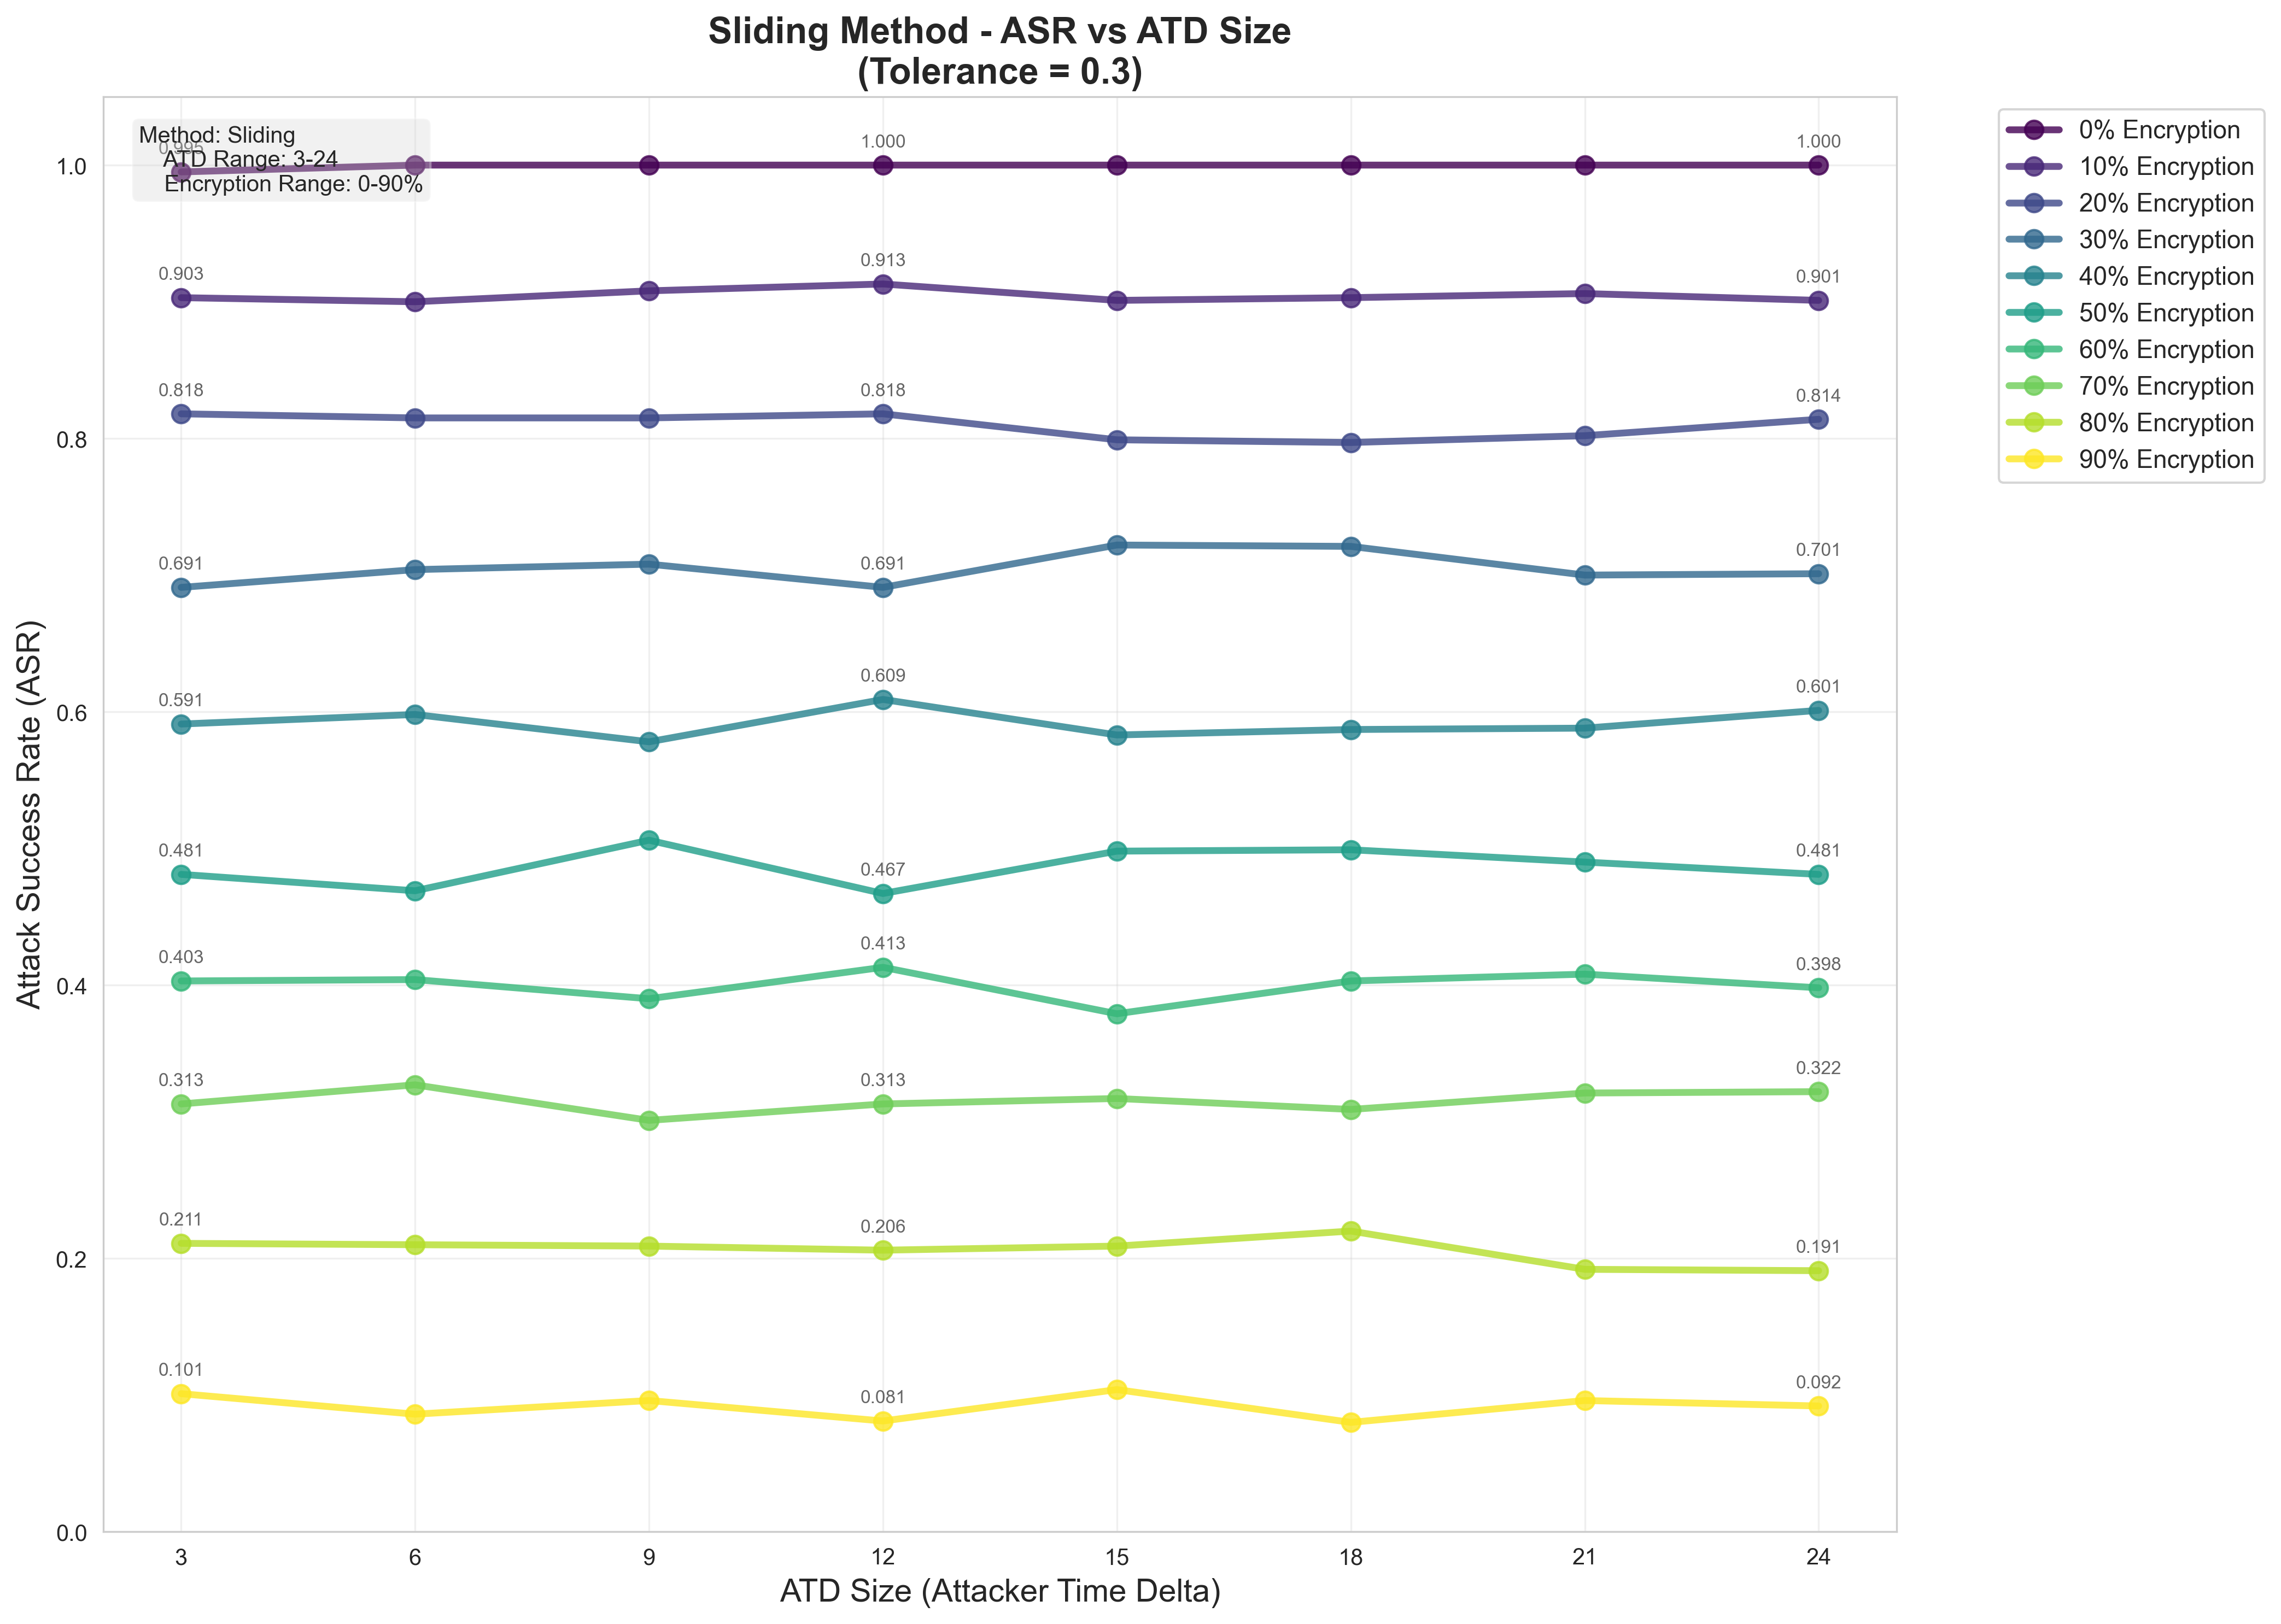 Sliding Method - ASR vs ATD Size
(Tolerance = 0.3)
Method: Sliding
ATD Range: 3-24
Encryption Range: 0-90%
0.995
1.000
1.000
0.903
0.913
0.901
0.818
0.818
0.814
0.691
0.691
0.701
0.591
0.609
0.601
0.481
0.467
0.481
0.403
0.413
0.398
0.313
0.313
0.322
0.211
0.206
0.191
0.101
0.081
0.092
1.0
0.8
0.6
0.4
0.2
0.0
Attack Success Rate (ASR)
3 6 9 12 15 18 21 24
ATD Size (Attacker Time Delta)
0% Encryption
10% Encryption
20% Encryption
30% Encryption
40% Encryption
50% Encryption
60% Encryption
70% Encryption
80% Encryption
90% Encryption